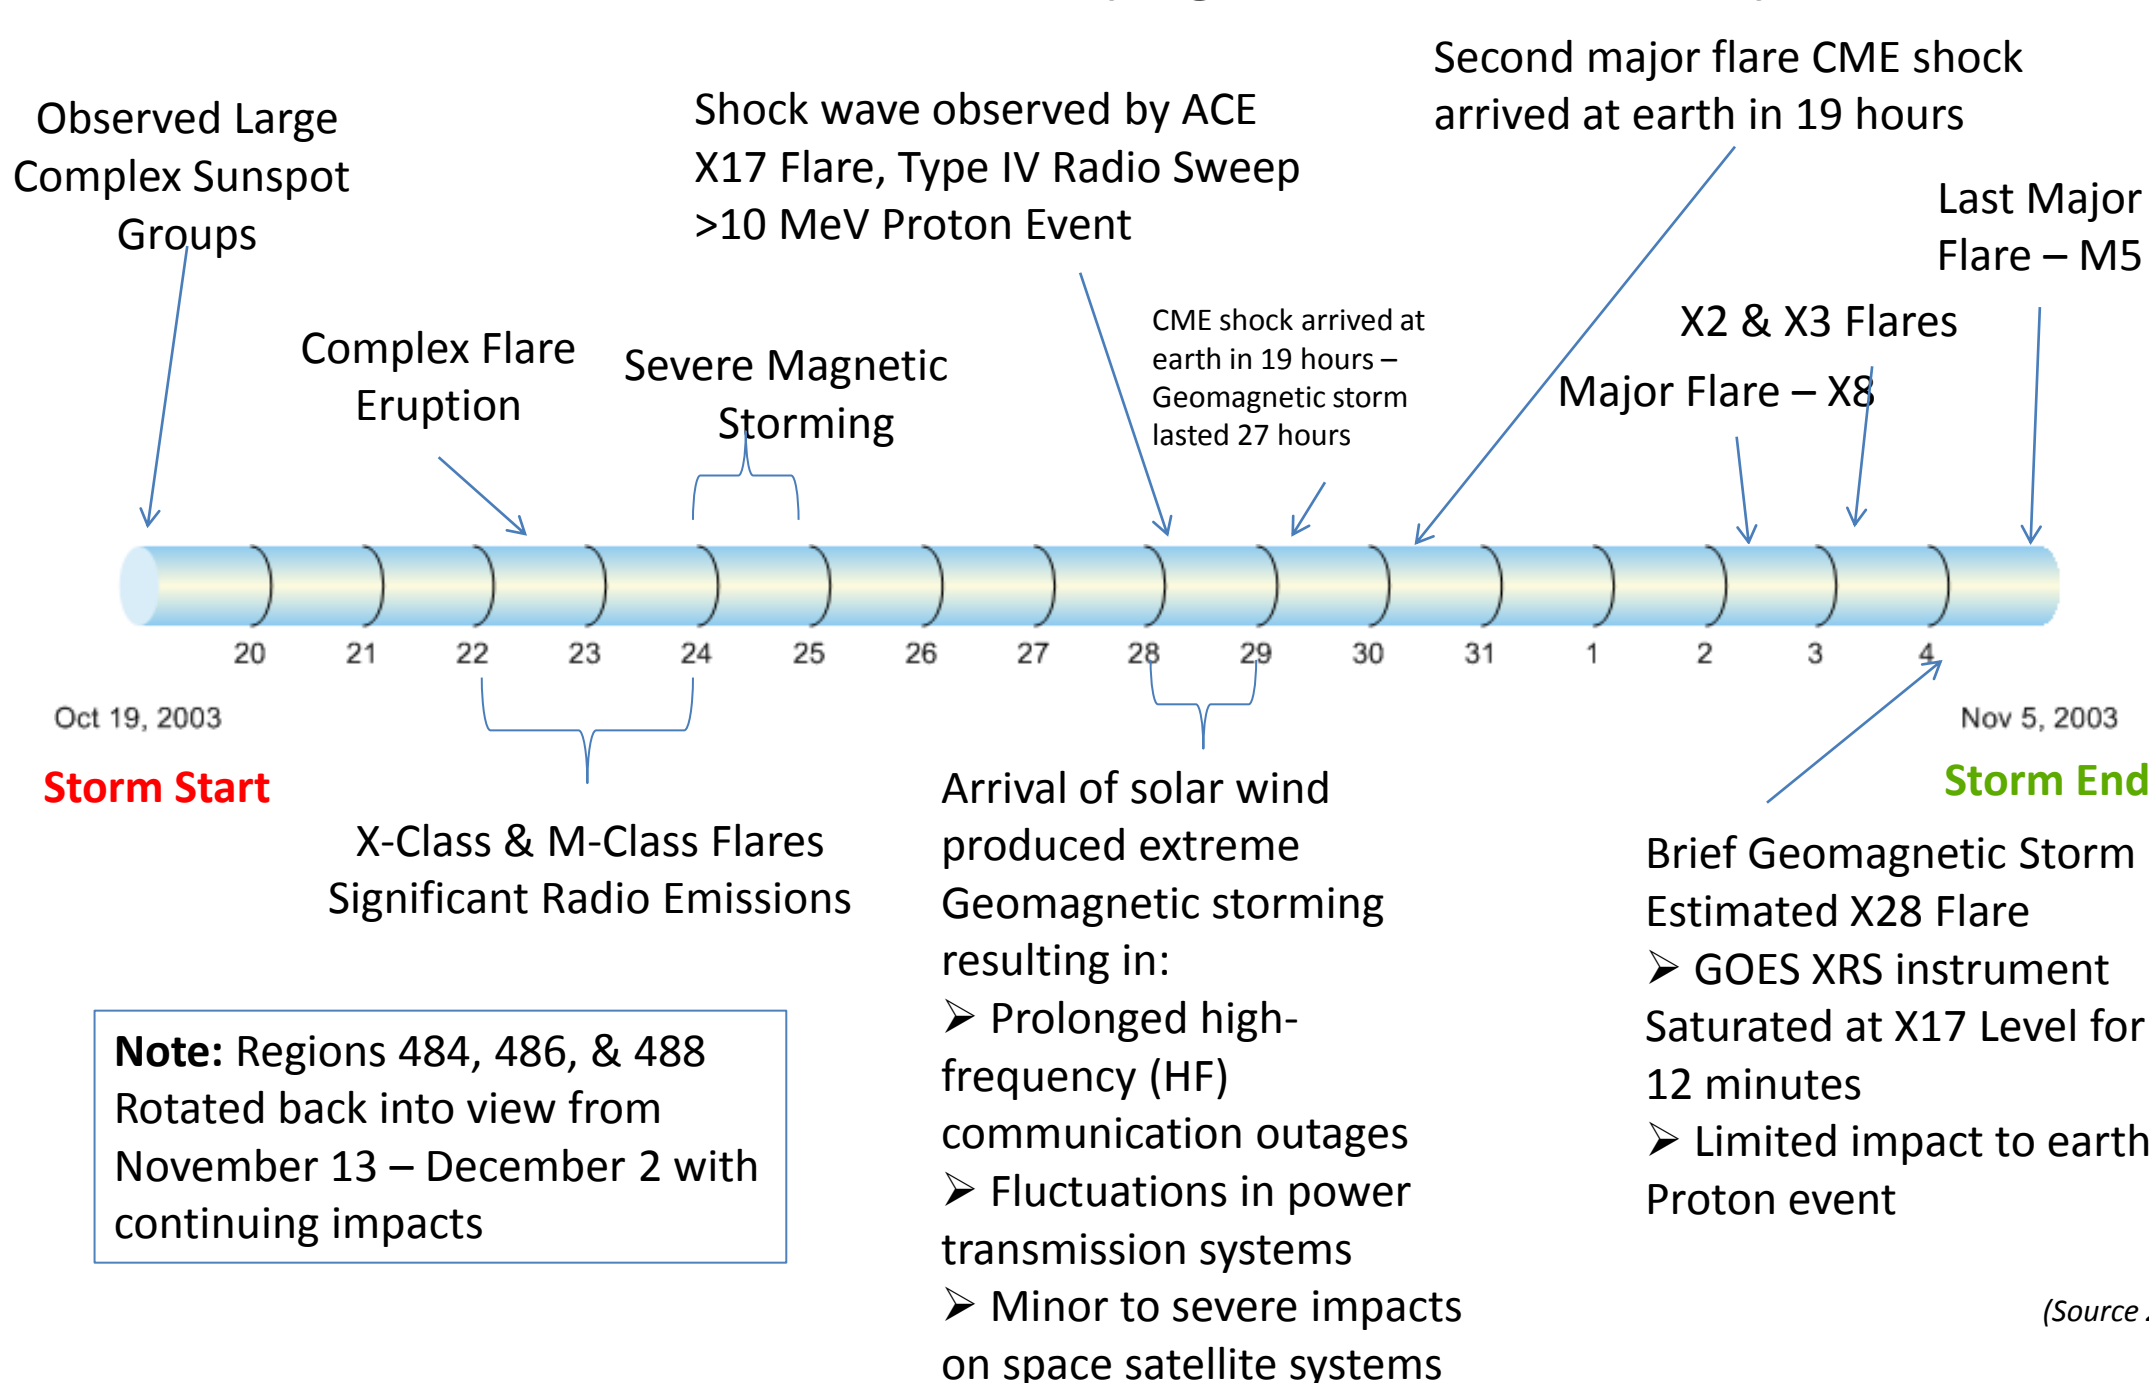 Second major flare CME shock
arrived at earth in 19 hours
Observed Large
Complex Sunspot
Groups
Shock wave observed by ACE
X17 Flare, Type IV Radio Sweep
>10 MeV Proton Event
Last Major
Flare – M5
Complex Flare
Eruption
Severe Magnetic
Storming
CME shock arrived at
earth in 19 hours –
Geomagnetic storm
lasted 27 hours
X2 & X3 Flares
Major Flare – X8
20 21 22 23 24 25 26 27 28 29 30 31 1 2 3 4
Oct 19, 2003
Nov 5, 2003
Storm Start
Storm End
X-Class & M-Class Flares
Significant Radio Emissions
Arrival of solar wind
produced extreme
Geomagnetic storming
resulting in:
➢ Prolonged high-
frequency (HF)
communication outages
➢ Fluctuations in power
transmission systems
➢ Minor to severe impacts
on space satellite systems
Brief Geomagnetic Storm
Estimated X28 Flare
➢ GOES XRS instrument
Saturated at X17 Level for
12 minutes
➢ Limited impact to earth
Proton event
Note: Regions 484, 486, & 488
Rotated back into view from
November 13 – December 2 with
continuing impacts
(Source